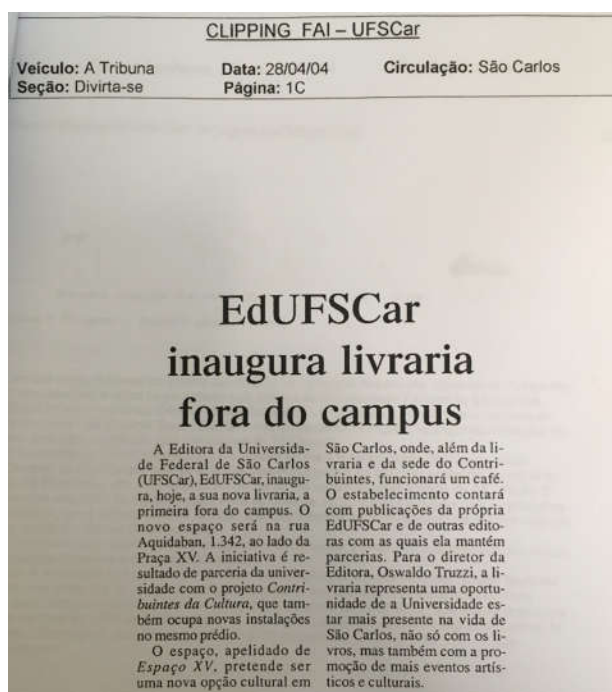 CLIPPING FAI – UFSCar
Veículo: A Tribuna Data: 28/04/04 Circulação: São Carlos
Seção: Divirta-se Página: 1C
EdUFSCar
inaugura livraria
fora do campus
A Editora da Universida-
de Federal de São Carlos
(UFSCar), EdUFSCar, inaugu-
ra, hoje, a sua nova livraria, a
primeira fora do campus. O
novo espaço será na rua
Aquidaban, 1.342, ao lado da
Praça XV. A iniciativa é re-
sultado de parceria da univer-
sidade com o projeto Contri-
buintes da Cultura, que tam-
bém ocupa novas instalações
no mesmo prédio.
O espaço, apelidado de
Espaço XV, pretende ser
uma nova opção cultural em
São Carlos, onde, além da li-
vraria e da sede do Contri-
buintes, funcionará um café.
O estabelecimento contará
com publicações da própria
EdUFSCar e de outras edito-
ras com as quais ela mantém
parcerias. Para o diretor da
Editora, Oswaldo Truzzi, a li-
vraria representa uma oportu-
nidade de a Universidade es-
tar mais presente na vida de
São Carlos, não só com os li-
vros, mas também com a pro-
moção de mais eventos artís-
ticos e culturais.